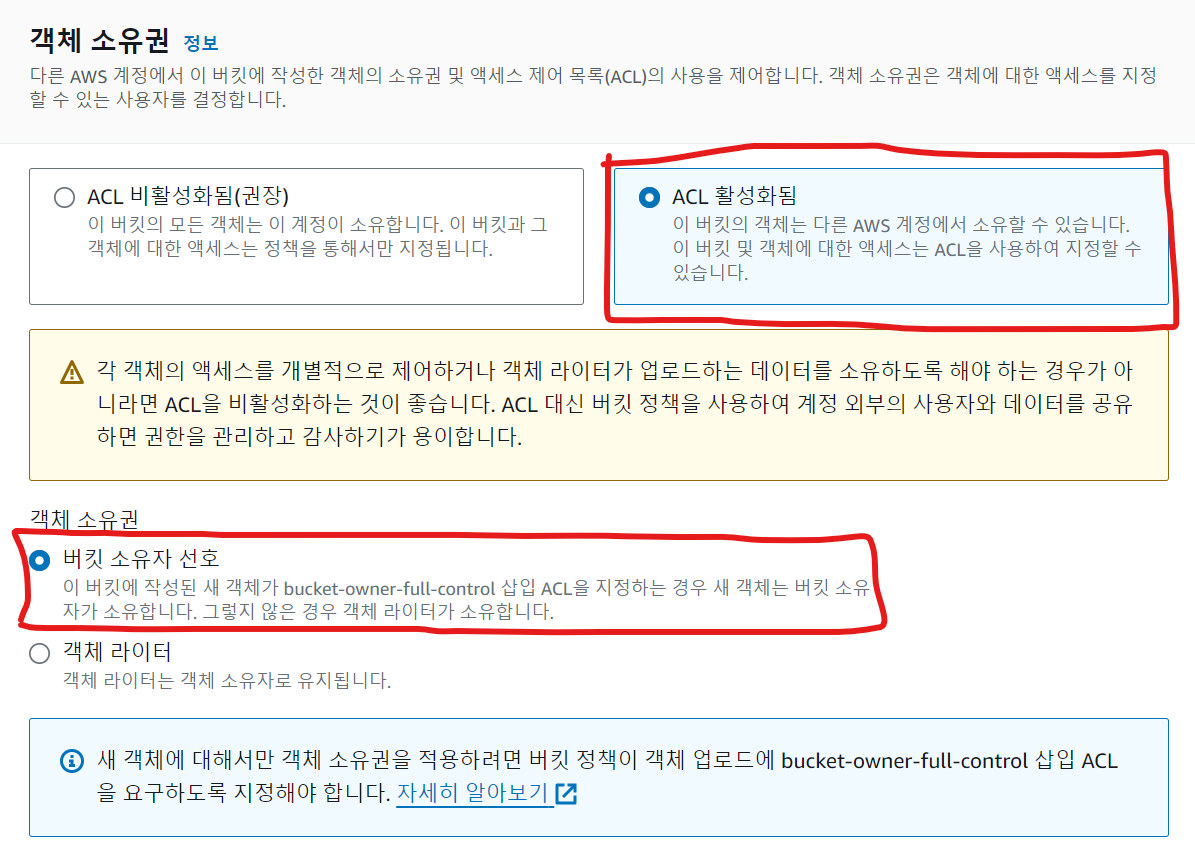 객체 소유권 정보
다른 AWS 계정에서 이 버킷에 작성한 객체의 소유권 및 액세스 제어 목록(ACL)의 사용을 제어합니다. 객체 소유권은 객체에 대한 액세스를 지정
할 수 있는 사용자를 결정합니다.
ACL 비활성화됨(권장)
이 버킷의 모든 객체는 이 계정이 소유합니다. 이 버킷과 그
객체에 대한 액세스는 정책을 통해서만 지정됩니다.
ACL 활성화됨
이 버킷의 객체는 다른 AWS 계정에서 소유할 수 있습니다.
이 버킷 및 객체에 대한 액세스는 ACL을 사용하여 지정할 수
있습니다.
각 객체의 액세스를 개별적으로 제어하거나 객체 라이터가 업로드하는 데이터를 소유하도록 해야 하는 경우가 아
니라면 ACL을 비활성화하는 것이 좋습니다. ACL 대신 버킷 정책을 사용하여 계정 외부의 사용자와 데이터를 공유
하면 권한을 관리하고 감사하기가 용이합니다.
객체 소유권
버킷 소유자 선호
이 버킷에 작성된 새 객체가 bucket-owner-full-control 삽입 ACL을 지정하는 경우 새 객체는 버킷 소유
자가 소유합니다. 그렇지 않은 경우 객체 라이터가 소유합니다.
객체 라이터
객체 라이터는 객체 소유자로 유지됩니다.
새 객체에 대해서만 객체 소유권을 적용하려면 버킷 정책이 객체 업로드에 bucket-owner-full-control 삽입 ACL
을 요구하도록 지정해야 합니다. 자세히 알아보기